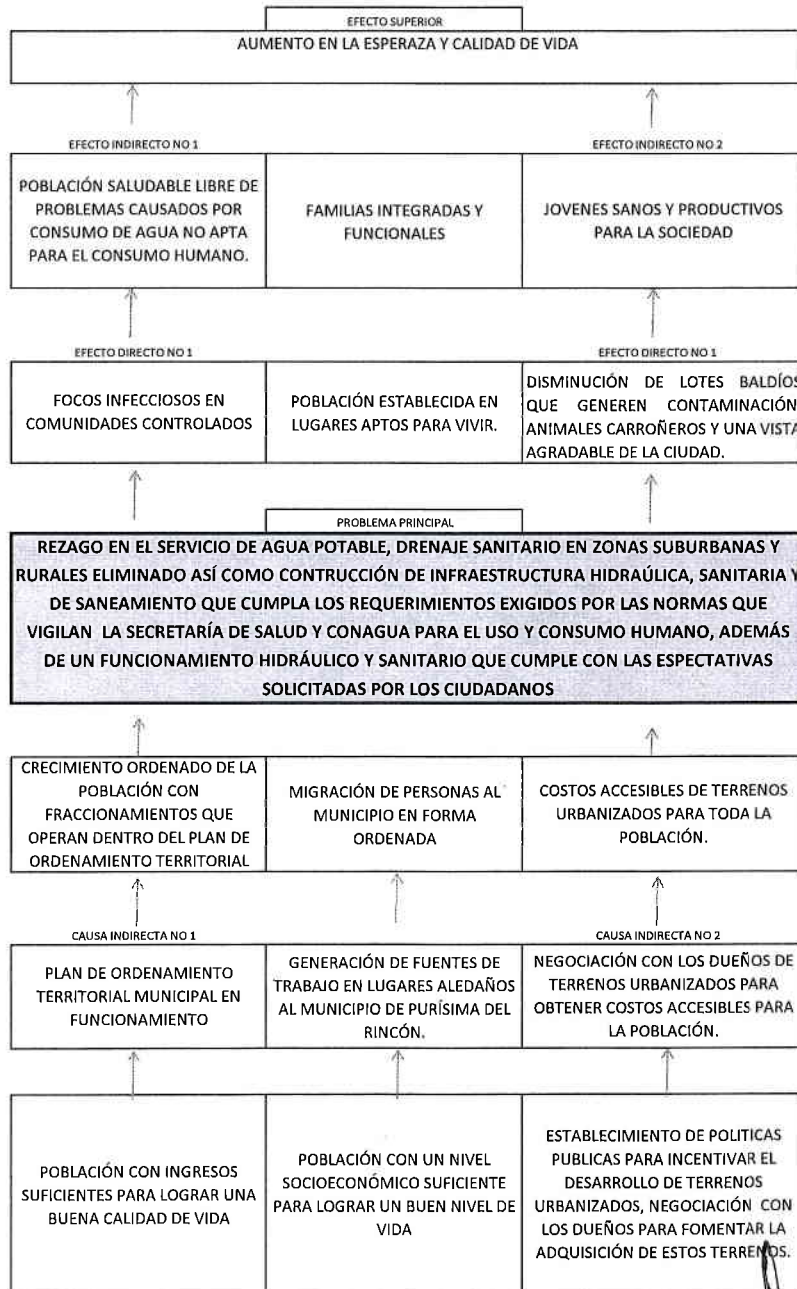 EFECTO SUPERIOR
AUMENTO EN LA ESPERAZA Y CALIDAD DE VIDA
EFECTO INDIRECTO NO 1
POBLACIÓN SALUDABLE LIBRE DE
PROBLEMAS CAUSADOS POR
CONSUMO DE AGUA NO APTA
PARA EL CONSUMO HUMANO.
FAMILIAS INTEGRADAS Y
FUNCIONALES
EFECTO INDIRECTO NO 2
JOVENES SANOS Y PRODUCTIVOS
PARA LA SOCIEDAD
EFECTO DIRECTO NO 1
FOCOS INFECCIOSOS EN
COMUNIDADES CONTROLADOS
POBLACIÓN ESTABLECIDA EN
LUGARES APTOS PARA VIVIR.
EFECTO DIRECTO NO 1
DISMINUCIÓN DE LOTES BALDÍOS
QUE GENEREN CONTAMINACIÓN
ANIMALES CARROÑEROS Y UNA VISTA
AGRADABLE DE LA CIUDAD.
PROBLEMA PRINCIPAL
REZAGO EN EL SERVICIO DE AGUA POTABLE, DRENAJE SANITARIO EN ZONAS SUBURBANAS Y
RURALES ELIMINADO ASÍ COMO CONTRUCCIÓN DE INFRAESTRUCTURA HIDRAÚLICA, SANITARIA Y
DE SANEAMIENTO QUE CUMPLA LOS REQUERIMIENTOS EXIGIDOS POR LAS NORMAS QUE
VIGILAN LA SECRETARÍA DE SALUD Y CONAGUA PARA EL USO Y CONSUMO HUMANO, ADEMÁS
DE UN FUNCIONAMIENTO HIDRÁULICO Y SANITARIO QUE CUMPLE CON LAS ESPECTATIVAS
SOLICITADAS POR LOS CIUDADANOS
CRECIMIENTO ORDENADO DE LA
POBLACIÓN CON
FRACCIONAMIENTOS QUE
OPERAN DENTRO DEL PLAN DE
ORDENAMIENTO TERRITORIAL
MIGRACIÓN DE PERSONAS AL
MUNICIPIO EN FORMA
ORDENADA
COSTOS ACCESIBLES DE TERRENOS
URBANIZADOS PARA TODA LA
POBLACIÓN.
CAUSA INDIRECTA NO 1
PLAN DE ORDENAMIENTO
TERRITORIAL MUNICIPAL EN
FUNCIONAMIENTO
GENERACIÓN DE FUENTES DE
TRABAJO EN LUGARES ALEDAÑOS
AL MUNICIPIO DE PURÍSIMA DEL
RINCÓN.
CAUSA INDIRECTA NO 2
NEGOCIACIÓN CON LOS DUEÑOS DE
TERRENOS URBANIZADOS PARA
OBTENER COSTOS ACCESIBLES PARA
LA POBLACIÓN.
POBLACIÓN CON INGRESOS
SUFICIENTES PARA LOGRAR UNA
BUENA CALIDAD DE VIDA
POBLACIÓN CON UN NIVEL
SOCIOECONÓMICO SUFICIENTE
PARA LOGRAR UN BUEN NIVEL DE
VIDA
ESTABLECIMIENTO DE POLITICAS
PUBLICAS PARA INCENTIVAR EL
DESARROLLO DE TERRENOS
URBANIZADOS, NEGOCIACIÓN CON
LOS DUEÑOS PARA FOMENTAR LA
ADQUISICIÓN DE ESTOS TERRENOS.